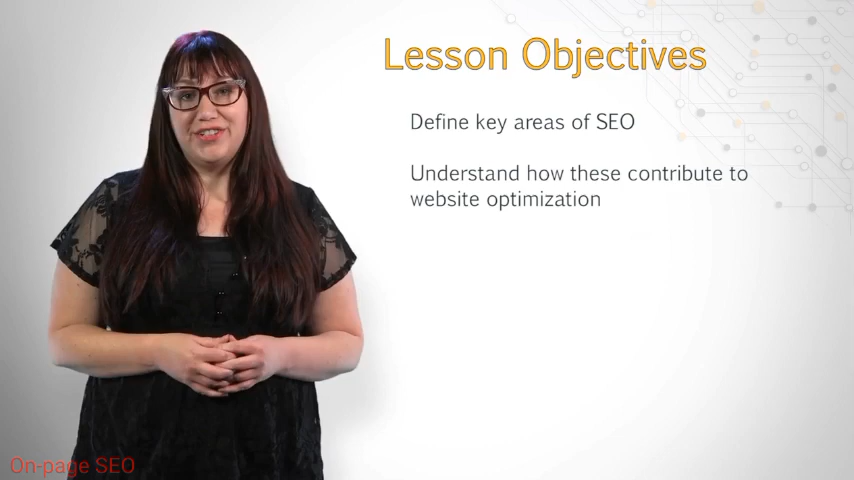 Lesson Objectives
Define key areas of SEO
Understand how these contribute to
website optimization
On-page SEO